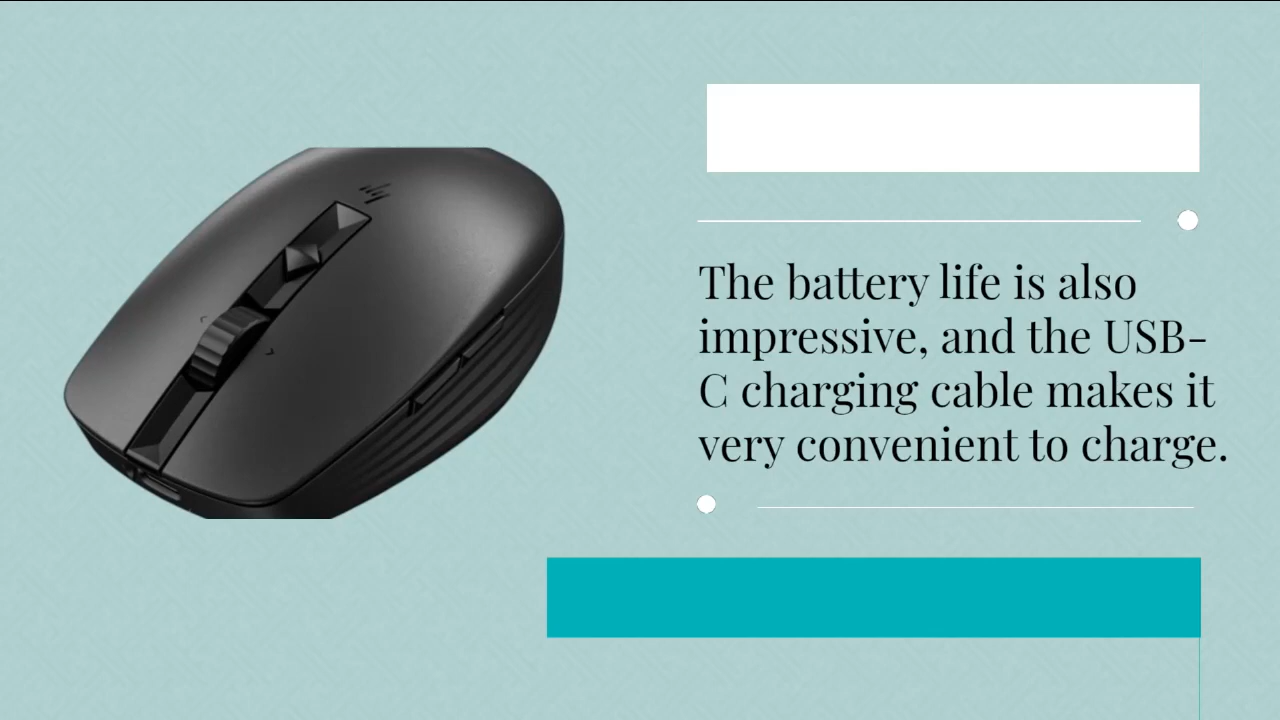 The battery life is also
impressive, and the USB-
C charging cable makes it
very convenient to charge.